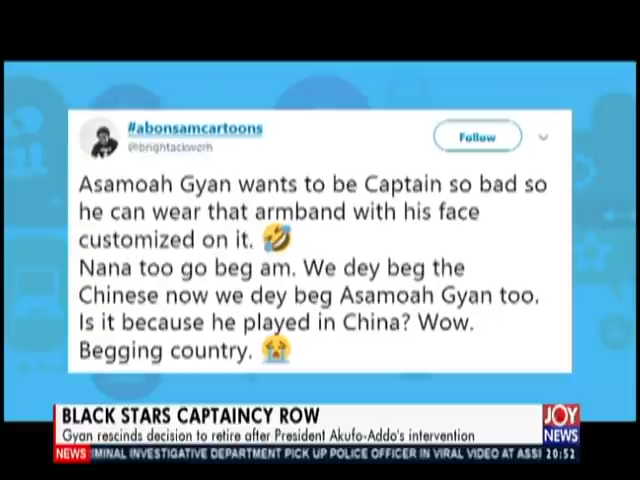 #abonsamcartoons
@brightackwerh
Follow
Asamoah Gyan wants to be Captain so bad so
he can wear that armband with his face
customized on it. 🤣
Nana too go beg am. We dey beg the
Chinese now we dey beg Asamoah Gyan too.
Is it because he played in China? Wow.
Begging country. 😭
BLACK STARS CAPTAINCY ROW
Gyan rescinds decision to retire after President Akufo-Addo's intervention
JOY
NEWS
NEWS MINAL INVESTIGATIVE DEPARTMENT PICK UP POLICE OFFICER IN VIRAL VIDEO AT ASSI 20:52